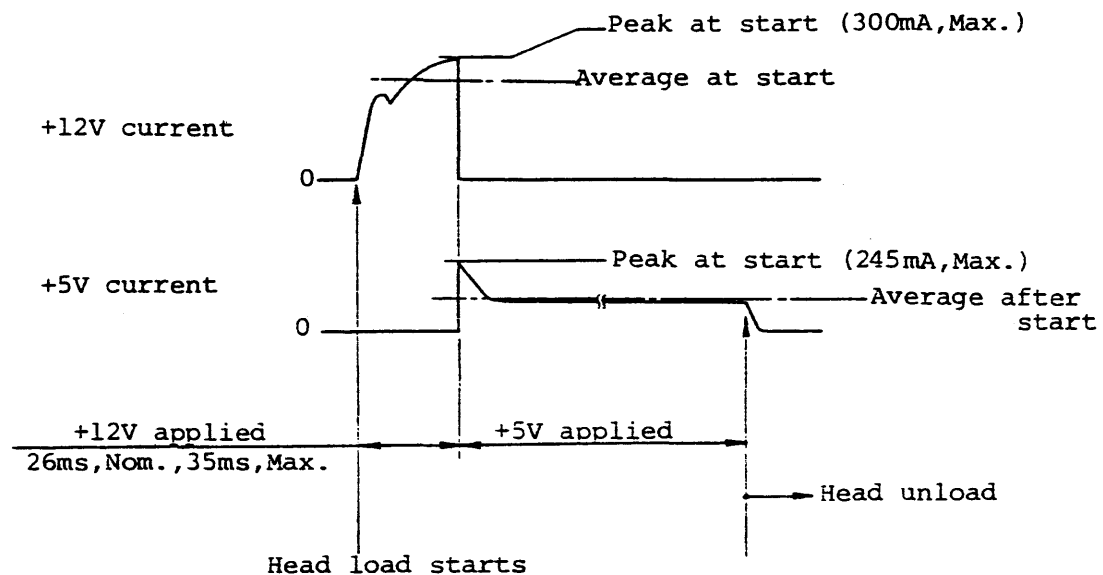 Peak at start (300mA,Max.)
Average at start
+12V current
0
Peak at start (245mA,Max.)
+5V current
Average after
start
0
+12V applied
+5V applied
26ms,Nom.,35ms,Max.
Head unload
Head load starts